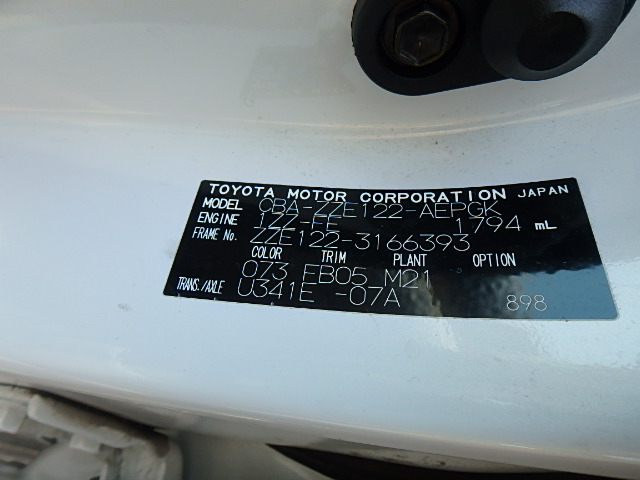 TOYOTA MOTOR CORPORATION JAPAN
MODEL CBA-ZZE122-AEPGK
ENGINE 1ZZ-FE 1794 mL
FRAME No. ZZE122-3166393
COLOR TRIM PLANT OPTION
073 FB05 M21
TRANS./AXLE U341E -07A 898